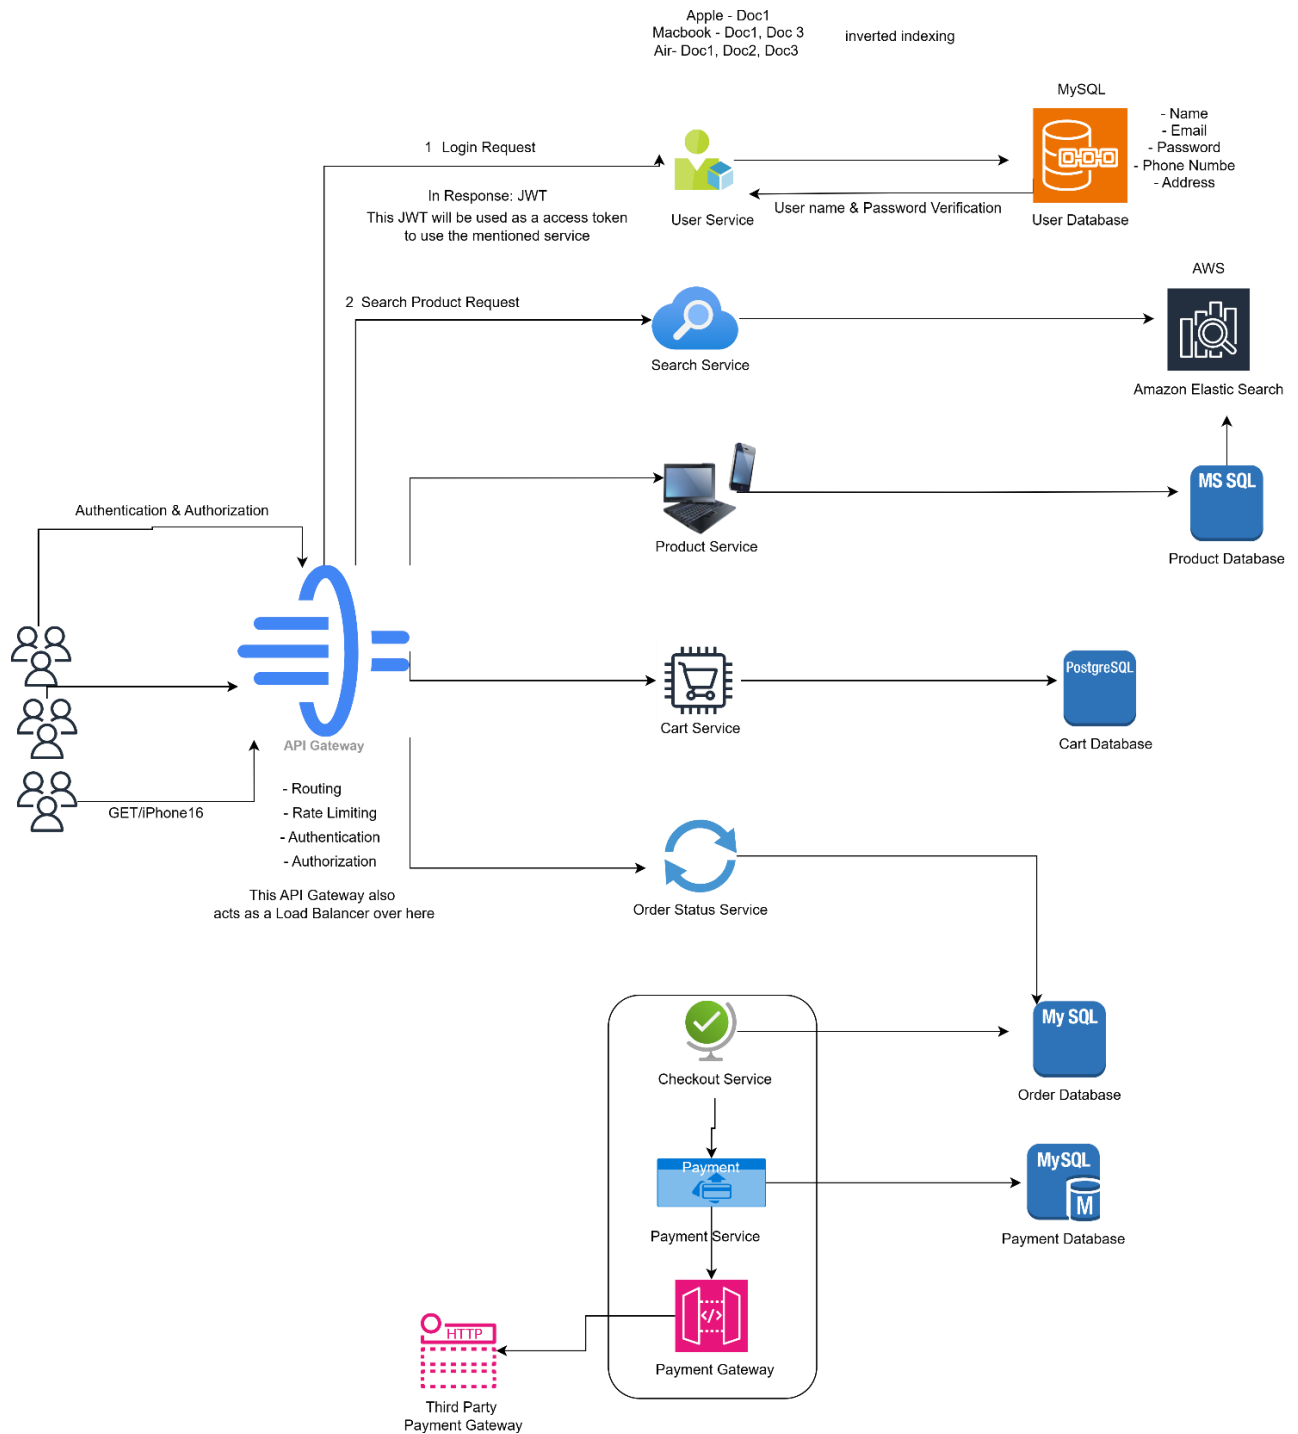 Apple - Doc1
Macbook - Doc1, Doc 3
Air- Doc1, Doc2, Doc3
inverted indexing
MySQL
- Name
- Email
- Password
- Phone Numbe
- Address
1 Login Request
In Response: JWT
This JWT will be used as a access token
to use the mentioned service
User Service
User name & Password Verification
User Database
AWS
2 Search Product Request
Search Service
Amazon Elastic Search
MS SQL
Product Service
Product Database
Authentication & Authorization
PostgreSQL
Cart Service
Cart Database
API Gateway
GET/iPhone16
- Routing
- Rate Limiting
- Authentication
- Authorization
This API Gateway also
acts as a Load Balancer over here
Order Status Service
My SQL
Checkout Service
Order Database
Payment
MySQL
M
Payment Service
Payment Database
</>
HTTP
Payment Gateway
Third Party
Payment Gateway